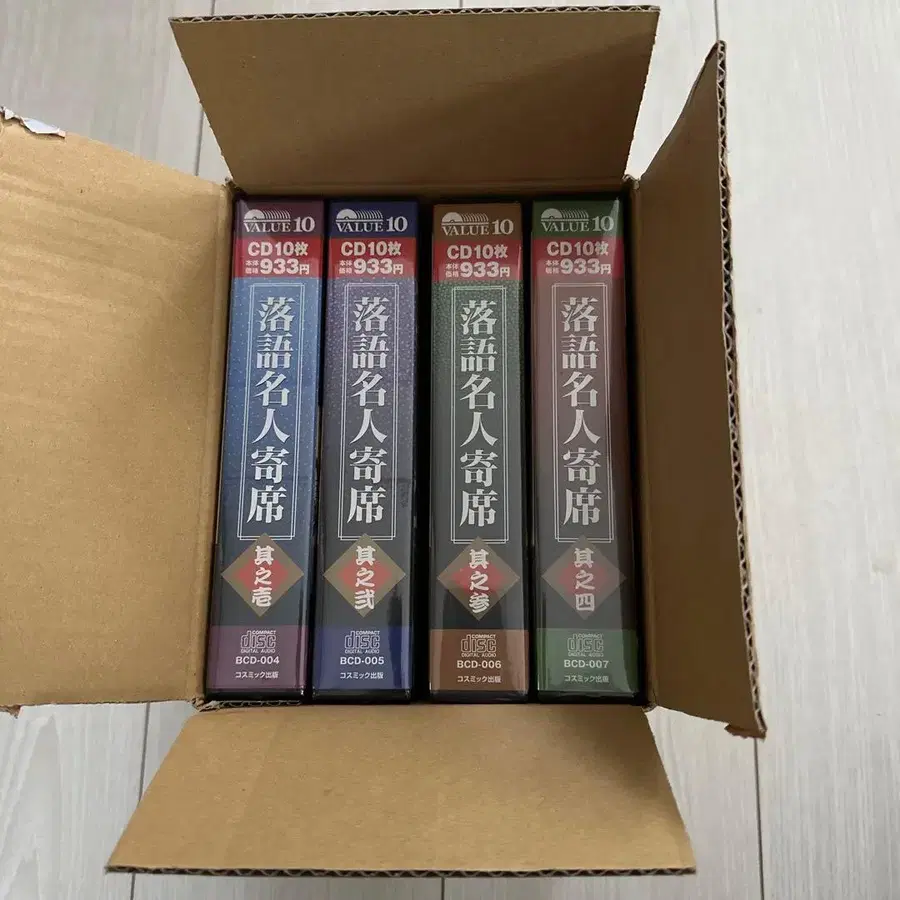 VALUE 10
CD10枚
本体価格 933円
落語名人寄席
其之壱
COMPACT
disc
DIGITAL AUDIO
BCD-004
コスミック出版
VALUE 10
CD10枚
本体価格 933円
落語名人寄席
其之弐
COMPACT
disc
DIGITAL AUDIO
BCD-005
コスミック出版
VALUE 10
CD10枚
本体価格 933円
落語名人寄席
其之参
COMPACT
disc
DIGITAL AUDIO
BCD-006
コスミック出版
VALUE 10
CD10枚
本体価格 933円
落語名人寄席
其之四
COMPACT
disc
DIGITAL AUDIO
BCD-007
コスミック出版